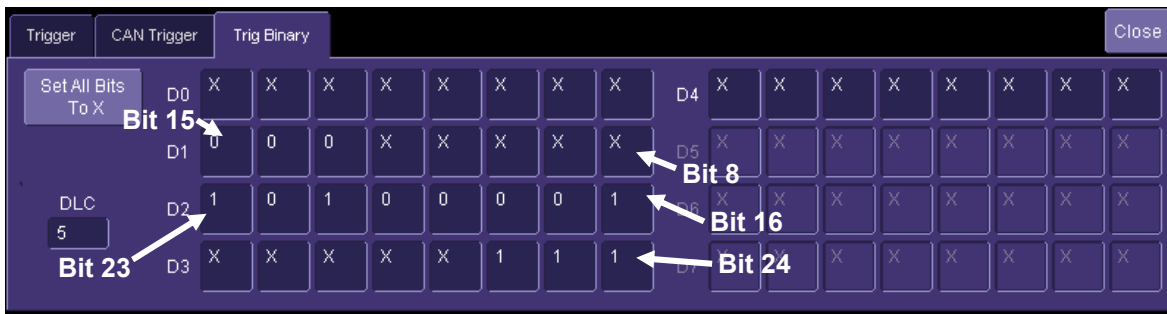 Trigger CAN Trigger Trig Binary Close
Set All Bits To X
D0 X X X X X X X X D4 X X X X X X X X
Bit 15
D1 0 0 0 X X X X X D5 X X X X X X X X
Bit 8
DLC
5
D2 1 0 1 0 0 0 0 1 D6 X X X X X X X X
Bit 16
Bit 23
D3 X X X X X 1 1 1 D7 X X X X X X X X
Bit 24